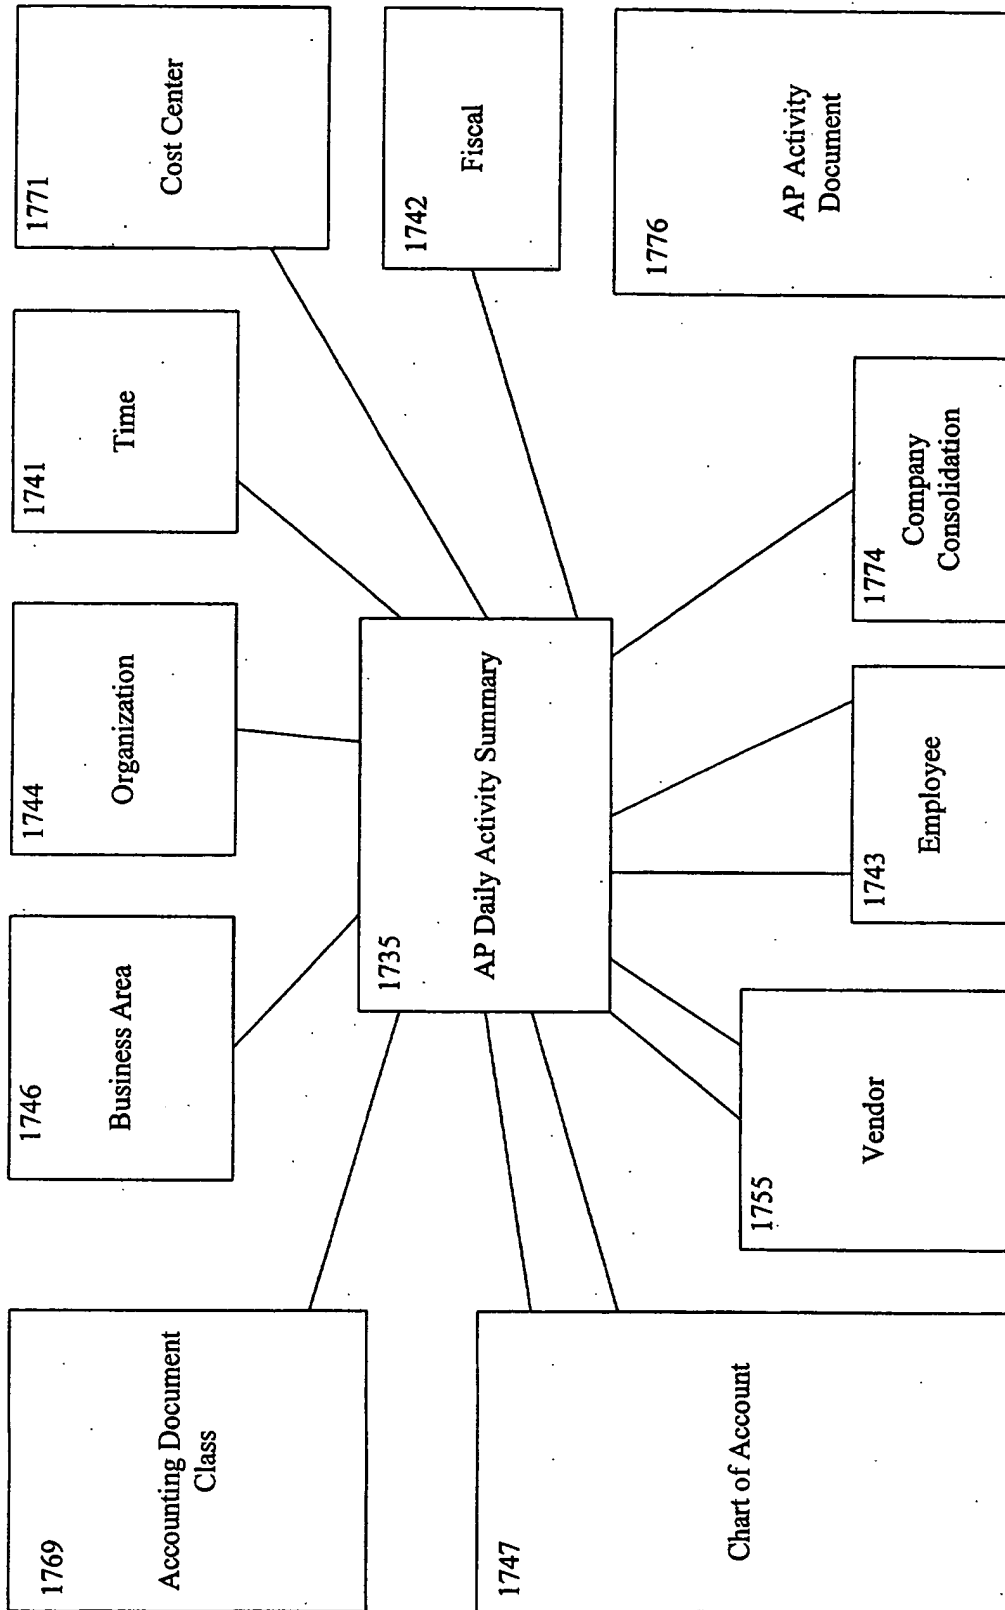 1769
Accounting Document
Class
1746
Business Area
1744
Organization
1741
Time
1771
Cost Center
1735
AP Daily Activity Summary
1742
Fiscal
1747
Chart of Account
1755
Vendor
1743
Employee
1774
Company
Consolidation
1776
AP Activity
Document